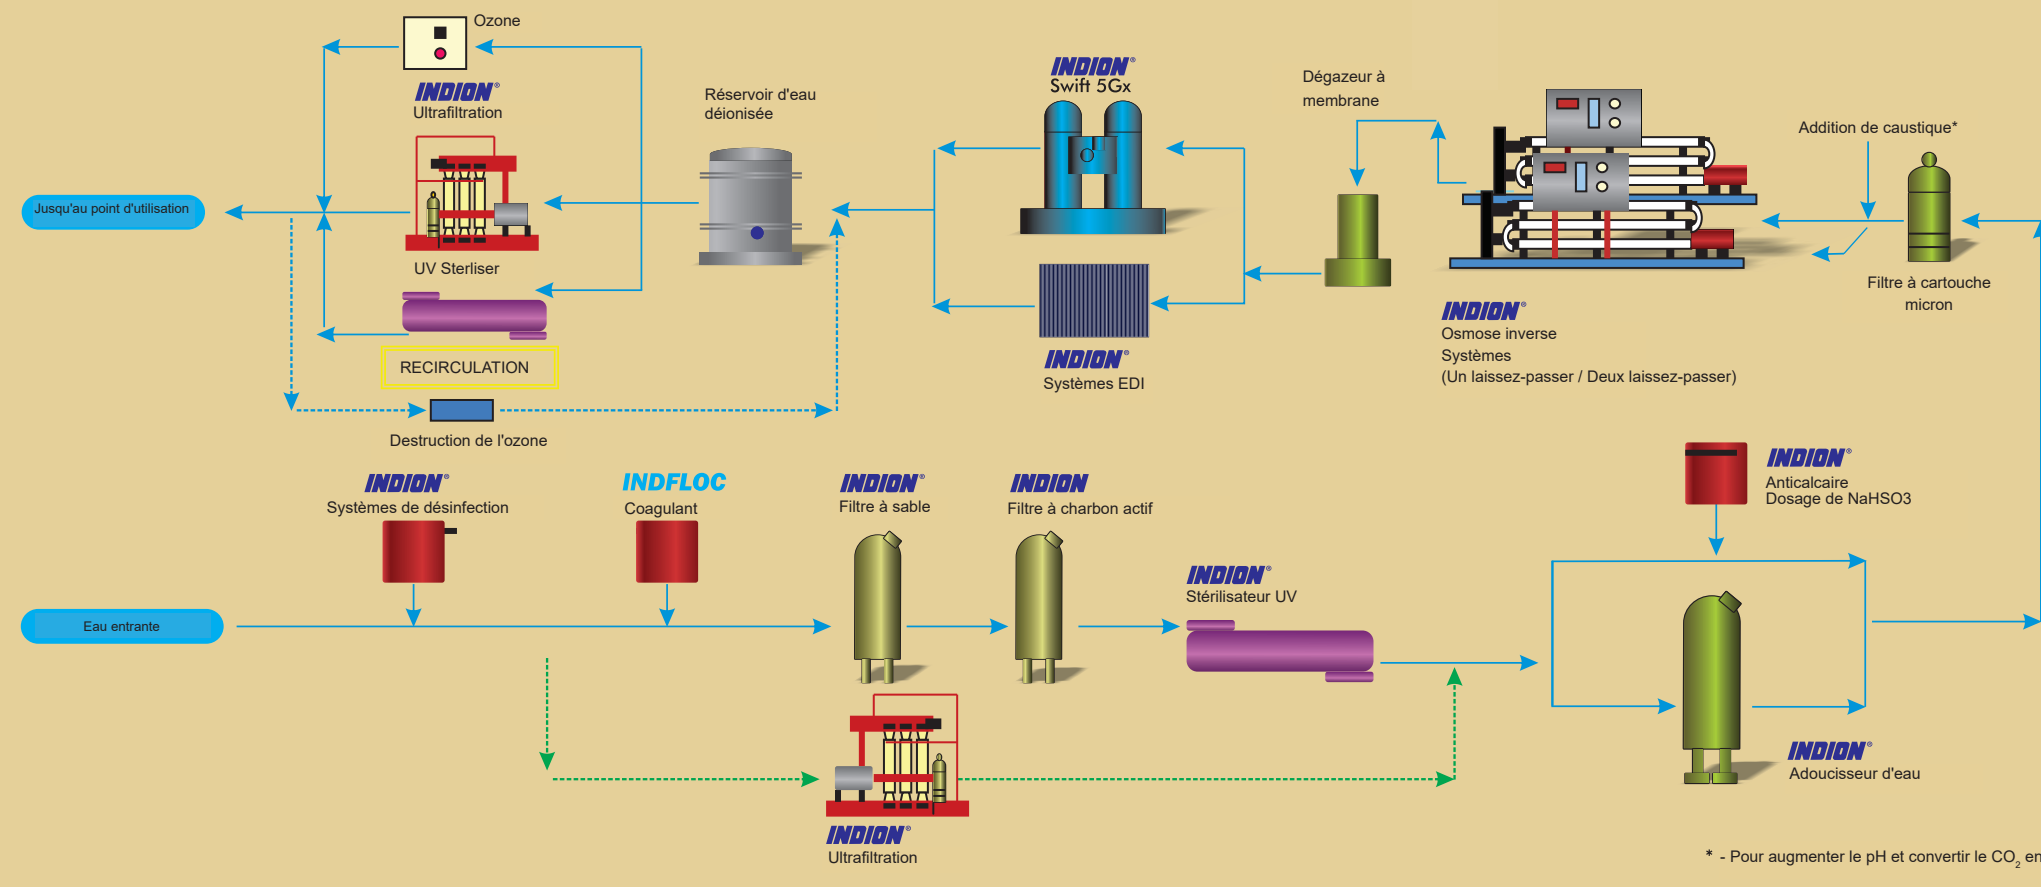 Ozone
INDION®
Ultrafiltration
Réservoir d'eau
déionisée
INDION®
Swift 5Gx
Dégazeur à
membrane
Addition de caustique*
Jusqu'au point d'utilisation
UV Sterliser
Filtre à cartouche
micron
INDION®
Osmose inverse
Systèmes
(Un laissez-passer / Deux laissez-passer)
INDION®
Systèmes EDI
RECIRCULATION
Destruction de l'ozone
INDION®
Systèmes de désinfection
INDFLOC
Coagulant
INDION®
Filtre à sable
INDION
Filtre à charbon actif
INDION®
Anticalcaire
Dosage de NaHSO3
INDION®
Stérilisateur UV
Eau entrante
INDION®
Adoucisseur d'eau
INDION®
Ultrafiltration
* - Pour augmenter le pH et convertir le CO2 en